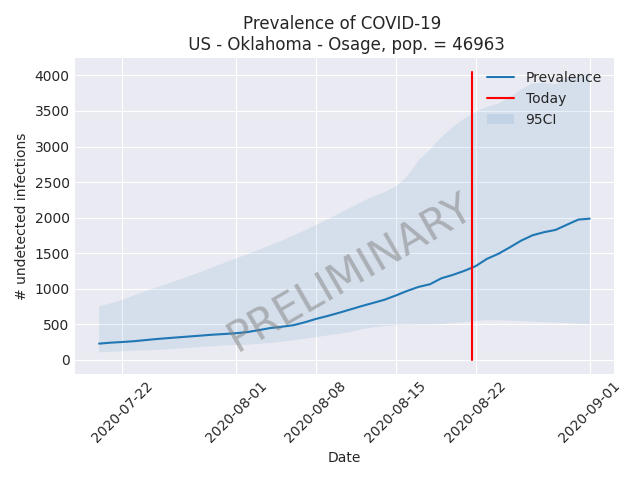 Prevalence of COVID-19
US - Oklahoma - Osage, pop. = 46963
4000
3500
3000
2500
2000
1500
1000
500
0
# undetected infections
Prevalence
Today
95CI
PRELIMINARY
2020-07-22
2020-08-01
2020-08-08
2020-08-15
2020-08-22
2020-09-01
Date